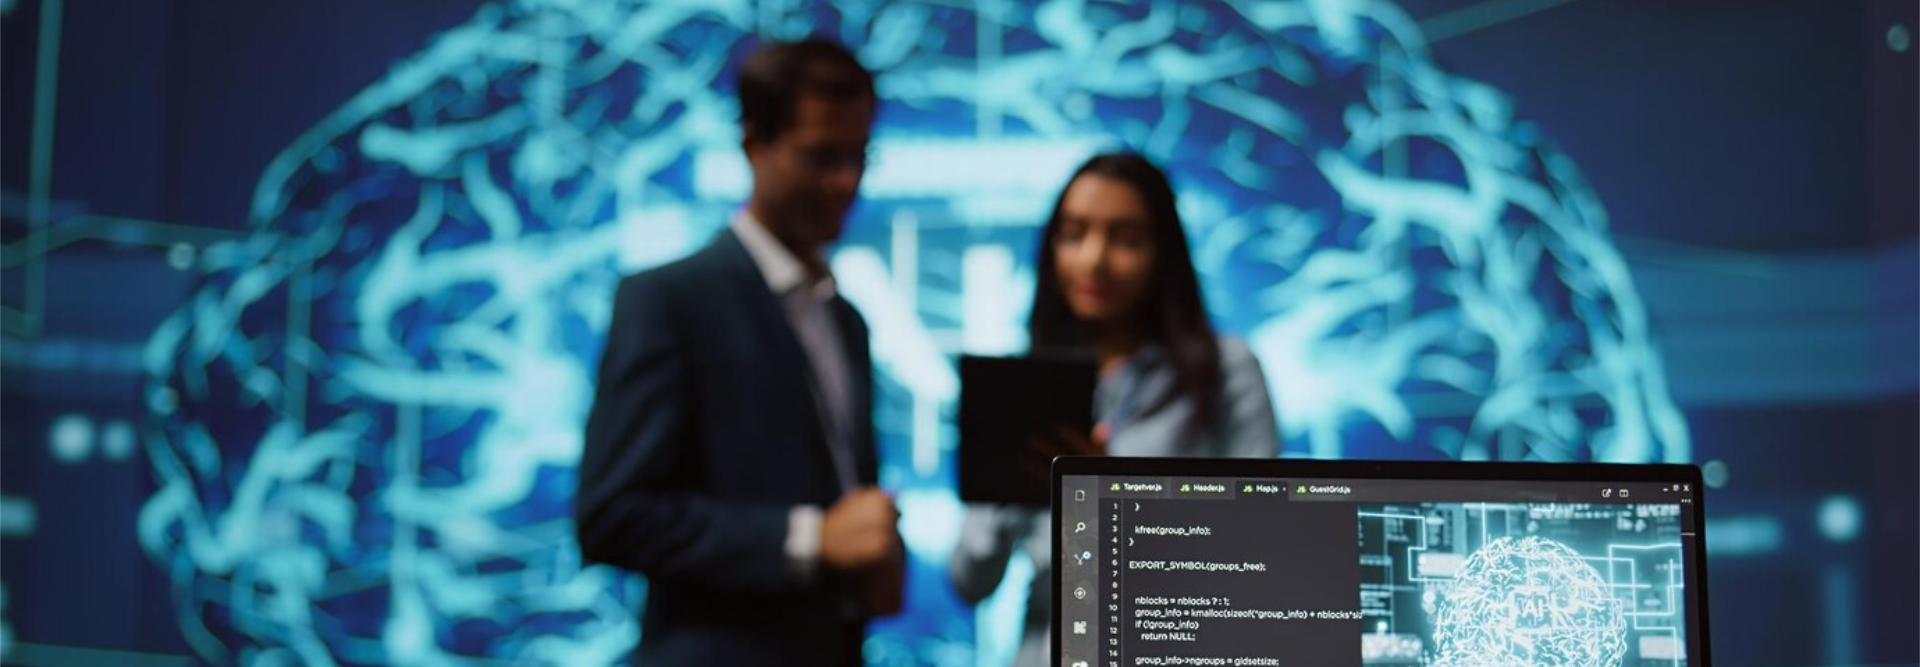 JS Targetver.js JS Header.js JS Map.js JS GuestGrid.js
1 }
2
3 kfree(group_info);
4 }
5
6 EXPORT_SYMBOL(groups_free);
7
8
9 nblocks = nblocks ? : 1;
10 group_info = kmalloc(sizeof(*group_info) + nblocks*siz
11 if (!group_info)
12 return NULL;
13
14
15 group_info->ngroups = gidsetsize;
AI